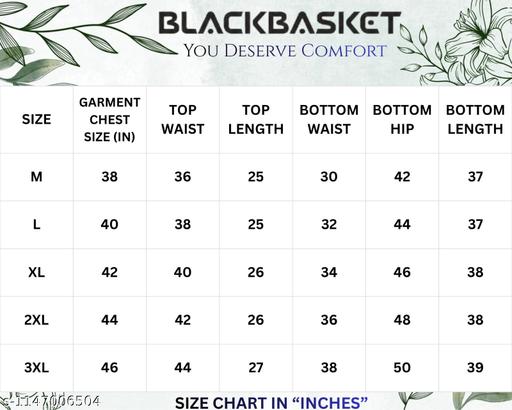 BLACKBASKET
YOU DESERVE COMFORT
SIZE GARMENT CHEST SIZE (IN) TOP WAIST TOP LENGTH BOTTOM WAIST BOTTOM HIP BOTTOM LENGTH
M 38 36 25 30 42 37
L 40 38 25 32 44 37
XL 42 40 26 34 46 38
2XL 44 42 26 36 48 38
3XL 46 44 27 38 50 39
s-1147006504
SIZE CHART IN “INCHES”